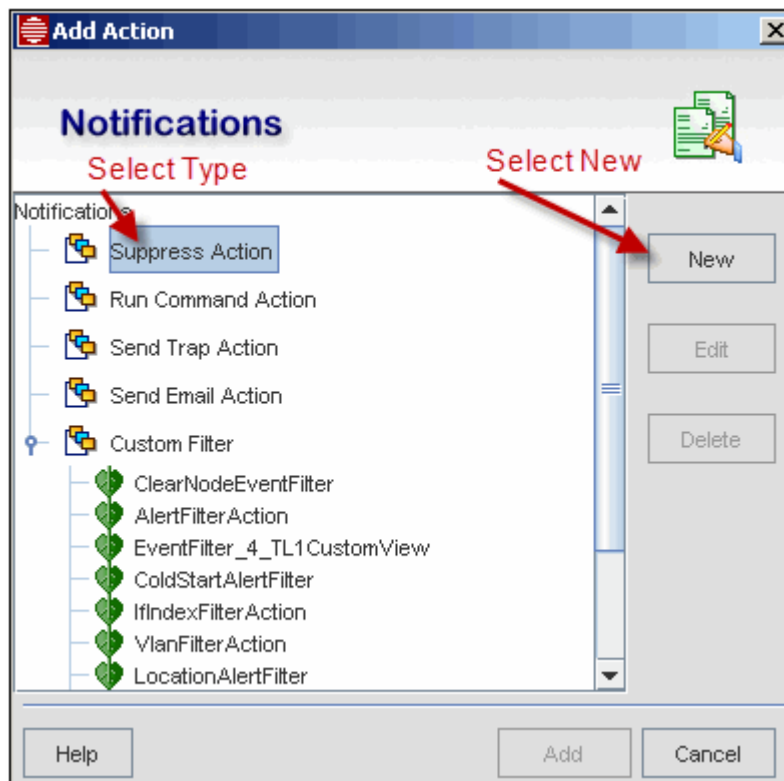 Add Action
Notifications
Select Type
Select New
Notifications
Suppress Action
New
Run Command Action
Send Trap Action
Edit
Send Email Action
Custom Filter
Delete
ClearNodeEventFilter
AlertFilterAction
EventFilter_4_TL1CustomView
ColdStartAlertFilter
IfIndexFilterAction
VlanFilterAction
LocationAlertFilter
Help
Add
Cancel